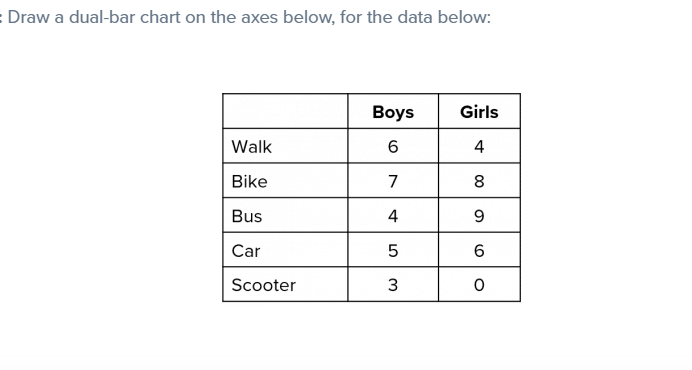 : Draw a dual-bar chart on the axes below, for the data below:
Boys Girls
Walk 6 4
Bike 7 8
Bus 4 9
Car 5 6
Scooter 3 0